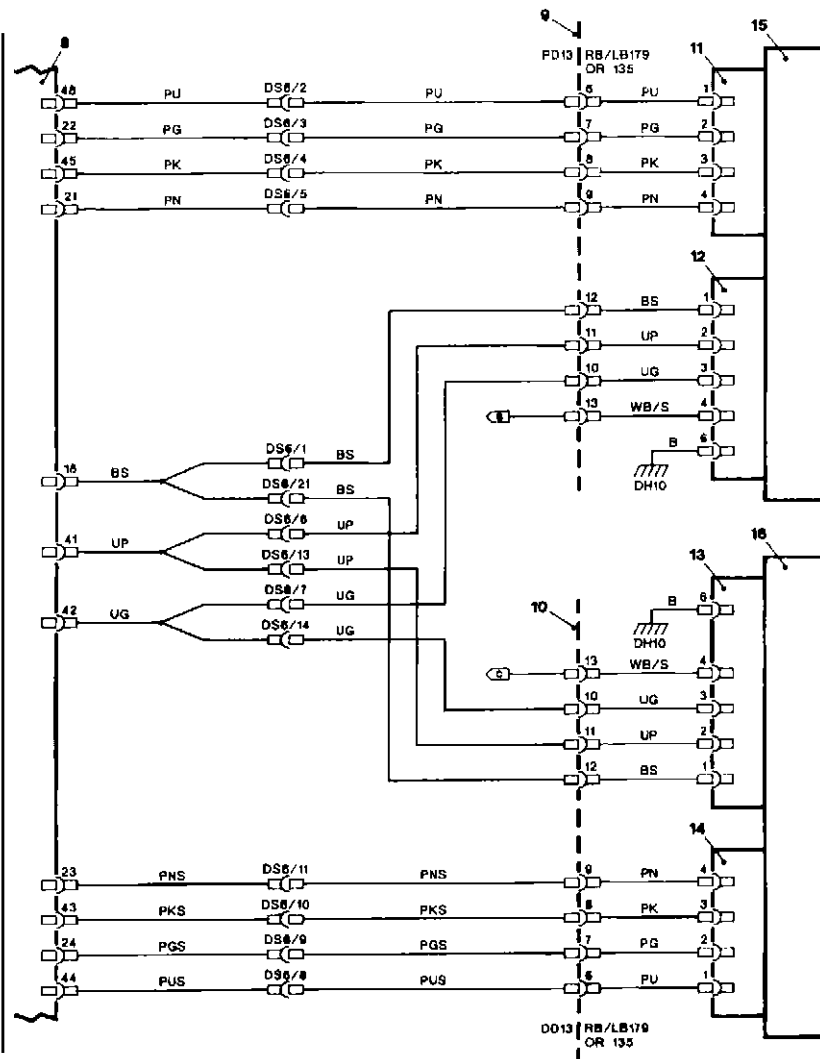 8 9 15
PD13 RB/LB179
OR 135
11
48 PU DS6/2 PU 6 PU 1
22 PG DS6/3 PG 7 PG 2
45 PK DS6/4 PK 8 PK 3
21 PN DS6/5 PN 9 PN 4
12
12 BS 1
11 UP 2
10 UG 3
13 WB/S 4
B 6
DH10
DS6/1 BS
BS
DS6/21 BS
DS6/6 UP
41 UP
DS6/13 UP
DS6/7 UG
42 UG
DS6/14 UG
13 16
10
B 6
DH10
C 13 WB/S 4
10 UG 3
11 UP 2
12 BS 1
14
23 PNS DS6/11 PNS 9 PN 4
43 PKS DS6/10 PKS 8 PK 3
24 PGS DS6/9 PGS 7 PG 2
44 PUS DS6/8 PUS 6 PU 1
DD13 RB/LB179
OR 135